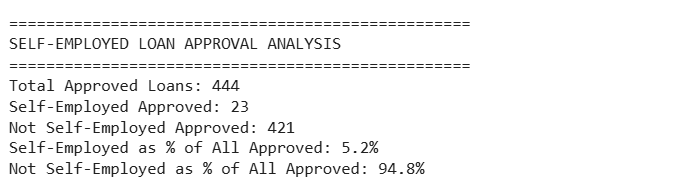 ==================================================
SELF-EMPLOYED LOAN APPROVAL ANALYSIS
==================================================
Total Approved Loans: 444
Self-Employed Approved: 23
Not Self-Employed Approved: 421
Self-Employed as % of All Approved: 5.2%
Not Self-Employed as % of All Approved: 94.8%